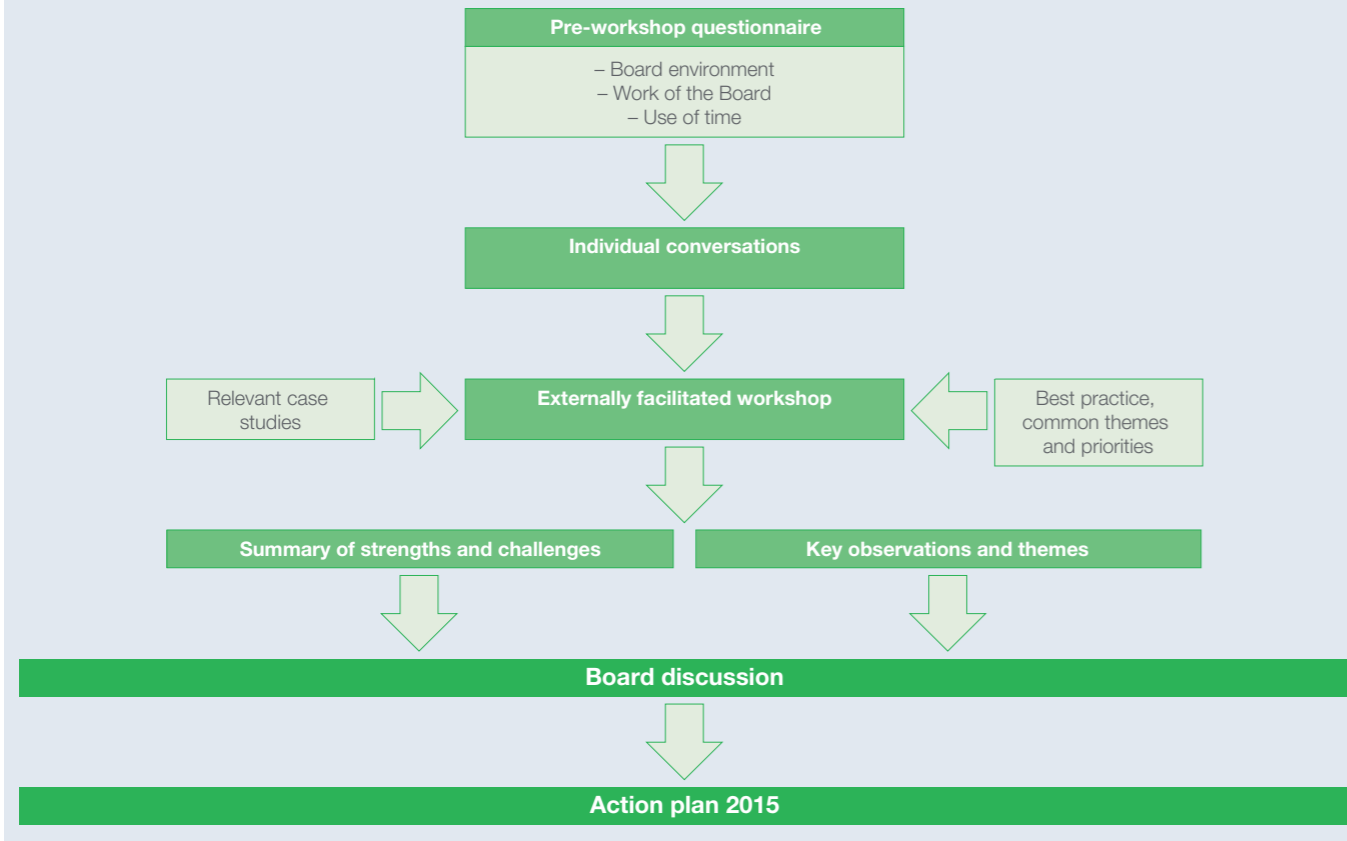 Pre-workshop questionnaire
– Board environment
– Work of the Board
– Use of time
Individual conversations
Relevant case
studies
Externally facilitated workshop
Best practice,
common themes
and priorities
Summary of strengths and challenges
Key observations and themes
Board discussion
Action plan 2015